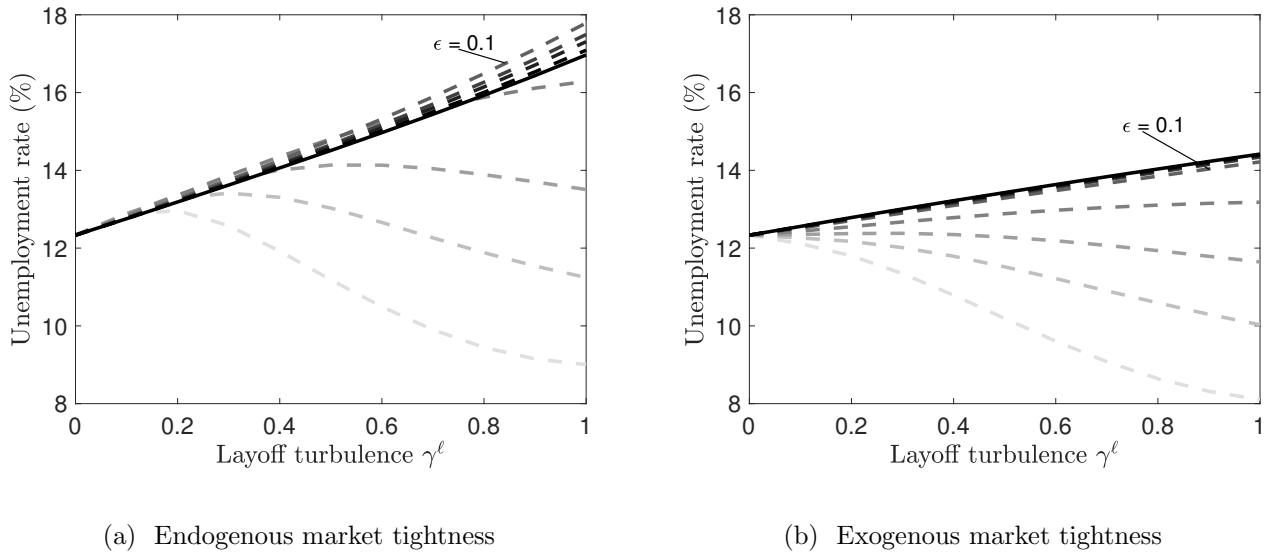 18
16
14
12
10
8
Unemployment rate (%)
ϵ = 0.1
0 0.2 0.4 0.6 0.8 1
Layoff turbulence γ^ℓ
(a) Endogenous market tightness
18
16
14
12
10
8
Unemployment rate (%)
ϵ = 0.1
0 0.2 0.4 0.6 0.8 1
Layoff turbulence γ^ℓ
(b) Exogenous market tightness